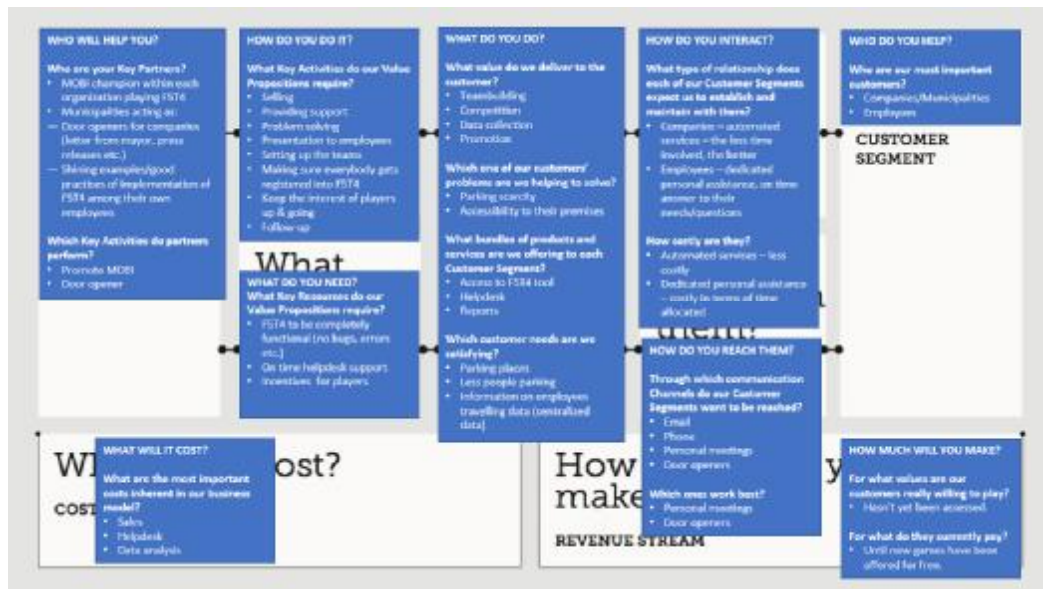 WHO WILL HELP YOU?
Who are your Key Partners?
• MOBI champion within each
organisation playing FST4
• Municipalities acting as:
— Door openers for companies
(letter from mayor, press
releases etc.)
— Shining examples/good
practices of implementation of
FST4 among their own
employees
Which Key Activities do partners
perform?
• Promote MOBI
• Door opener
HOW DO YOU DO IT?
What Key Activities do our Value
Propositions require?
• Selling
• Providing support
• Problem solving
• Presentation to employees
• Setting up the teams
• Making sure everybody gets
registered into FST4
• Keep the interest of players
up & going
• Follow-up
What
WHAT DO YOU NEED?
What Key Resources do our
Value Propositions require?
• FST4 to be completely
functional (no bugs, errors
etc.)
• On time helpdesk support
• Incentives for players
WHAT DO YOU DO?
What value do we deliver to the
customer?
• Teambuilding
• Competition
• Data collection
• Promotion
Which one of our customers'
problems are we helping to solve?
• Parking scarcity
• Accessibility to their premises
What bundles of products and
services are we offering to each
Customer Segment?
• Access to FST4 tool
• Helpdesk
• Reports
Which customer needs are we
satisfying?
• Parking places
• Less people parking
• Information on employees
travelling data (centralized
data)
HOW DO YOU INTERACT?
What type of relationship does
each of our Customer Segments
expect us to establish and
maintain with them?
• Companies – automated
services – the less time
involved, the better
• Employees – dedicated
personal assistance, on time
answer to their
needs/questions
How costly are they?
• Automated services – less
costly
• Dedicated personal assistance
– costly in terms of time
allocated
them?
HOW DO YOU REACH THEM?
Through which communication
Channels do our Customer
Segments want to be reached?
• Email
• Phone
• Personal meetings
• Door openers
Which ones work best?
• Personal meetings
• Door openers
WHO DO YOU HELP?
Who are our most important
customers?
• Companies/Municipalities
• Employees
CUSTOMER
SEGMENT
WHAT WILL IT COST?
What are the most important
costs inherent in our business
model?
• Sales
• Helpdesk
• Data analysis
W ost?
COST
How y
make
REVENUE STREAM
HOW MUCH WILL YOU MAKE?
For what values are our
customers really willing to play?
• Hasn't yet been assessed.
For what do they currently pay?
• Until now games have been
offered for free.